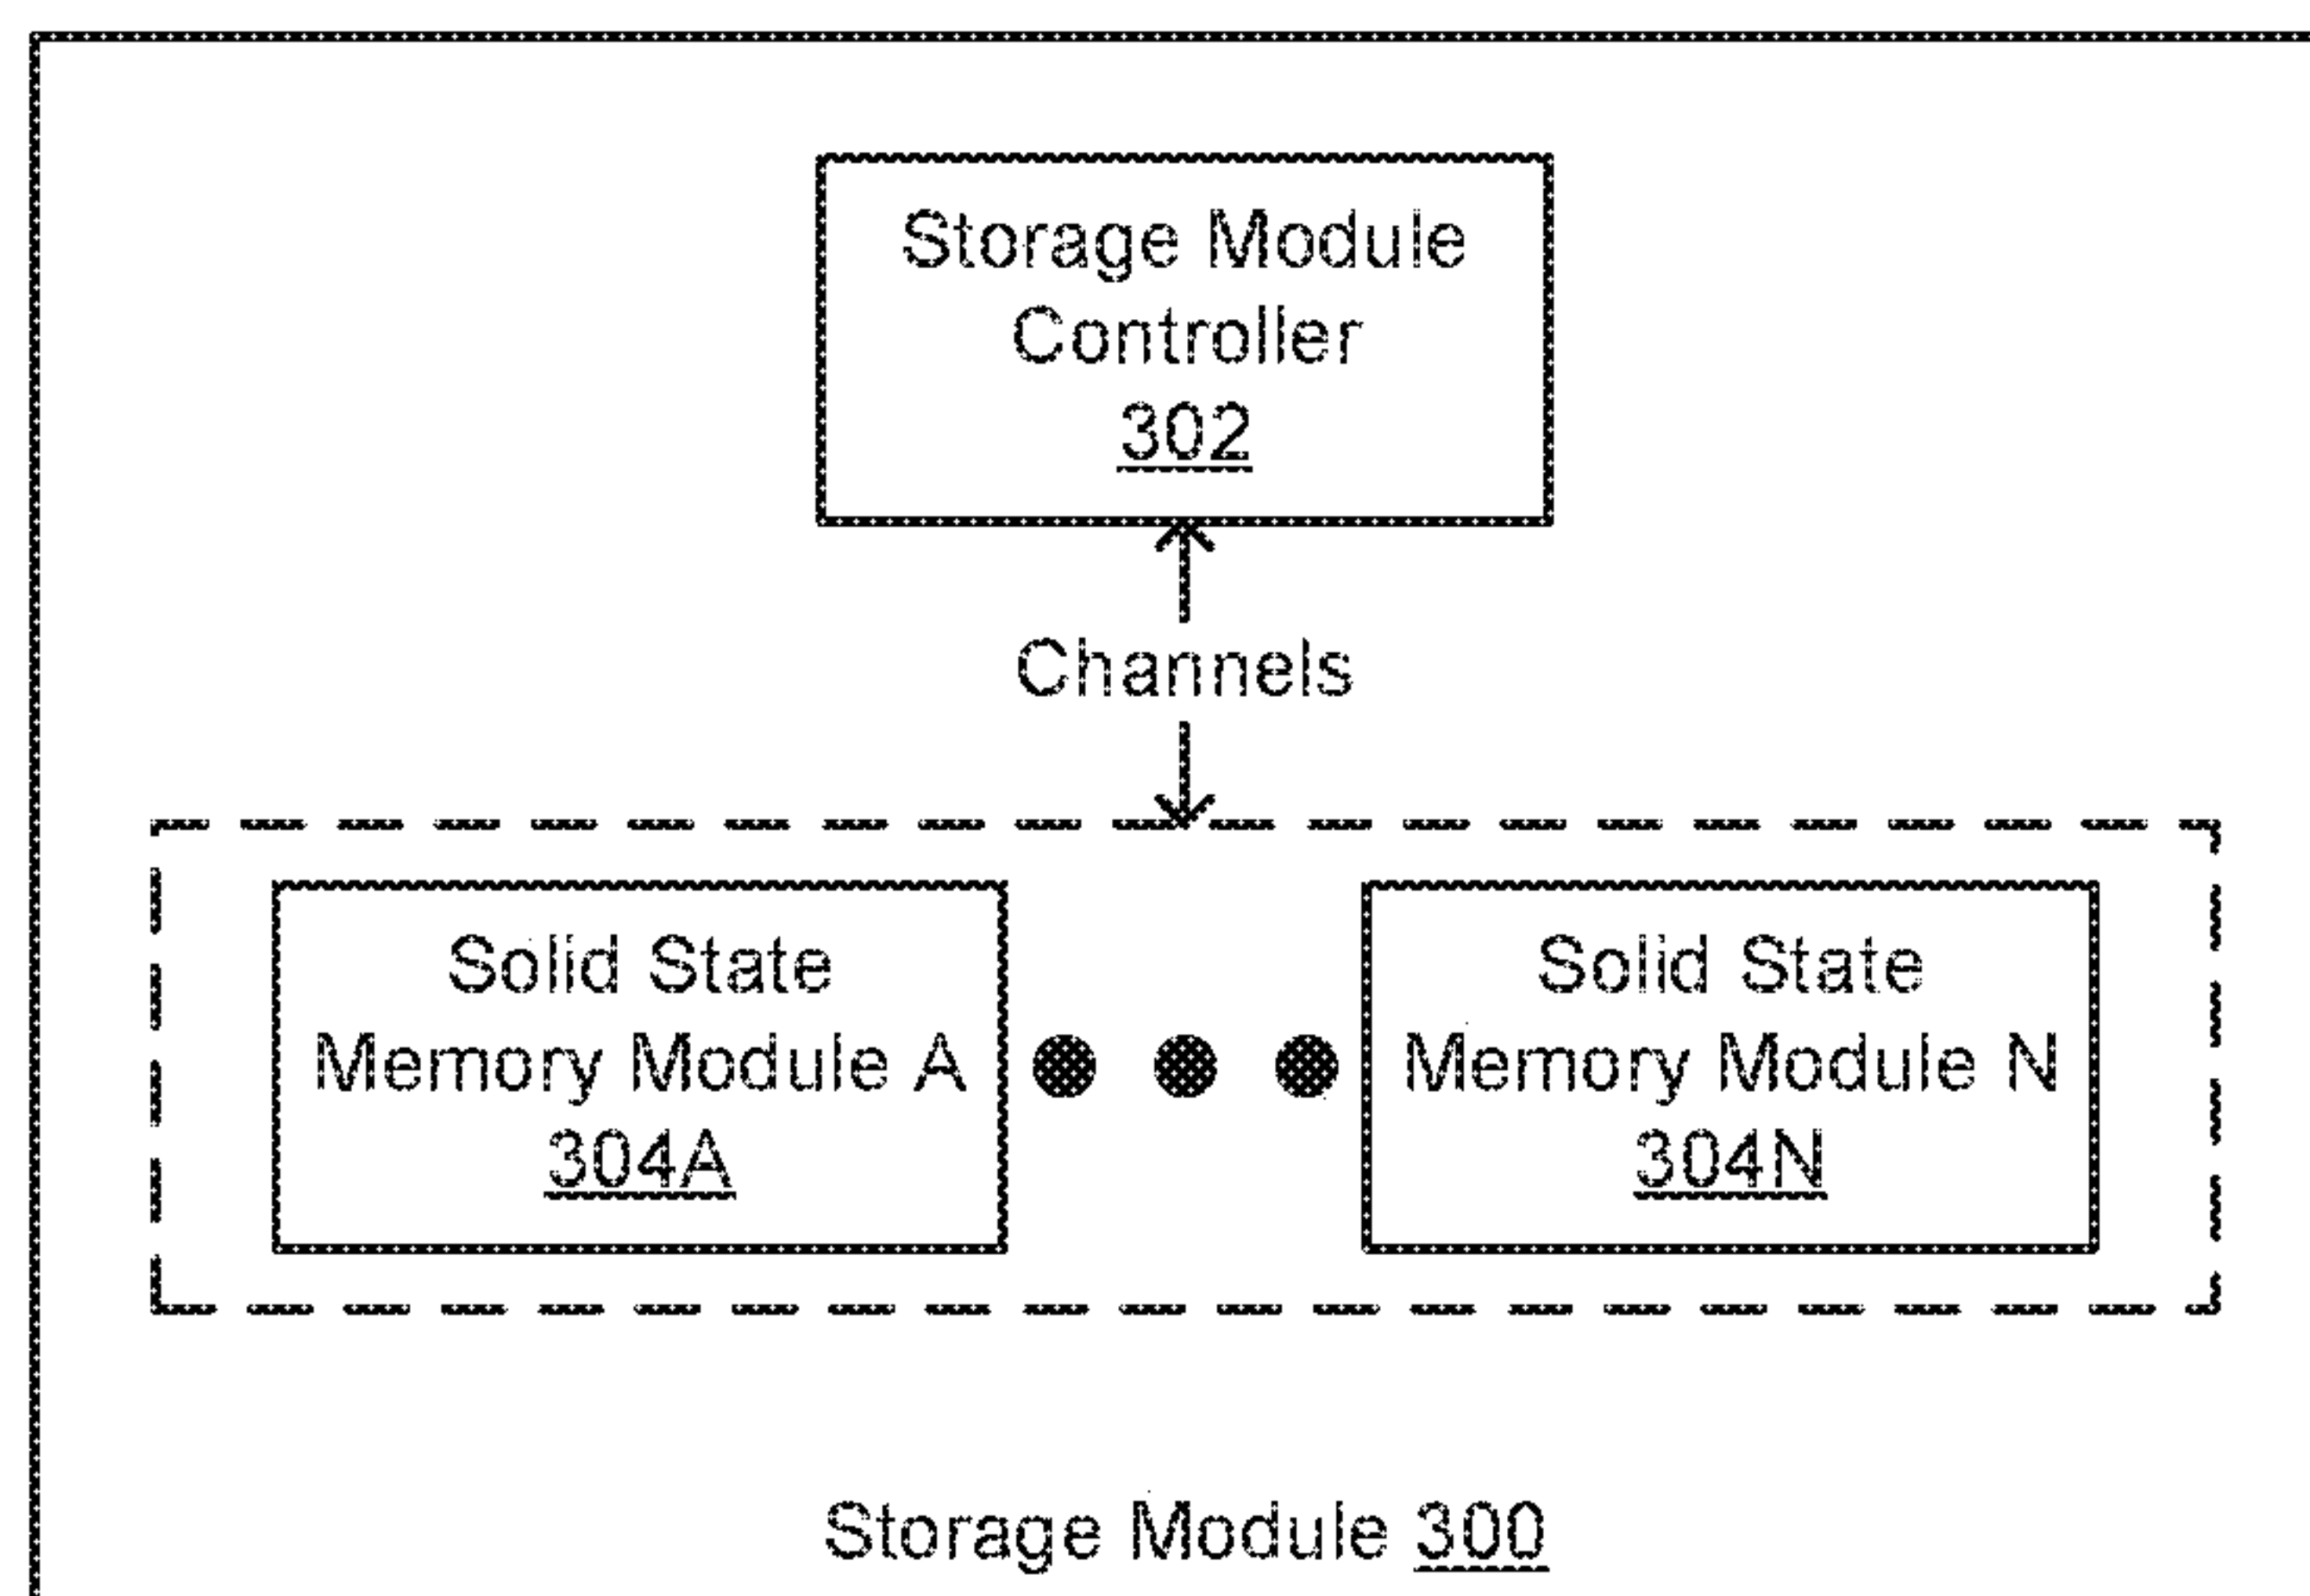 Storage Module
Controller
302
Channels
Solid State
Memory Module A
304A
Solid State
Memory Module N
304N
Storage Module 300